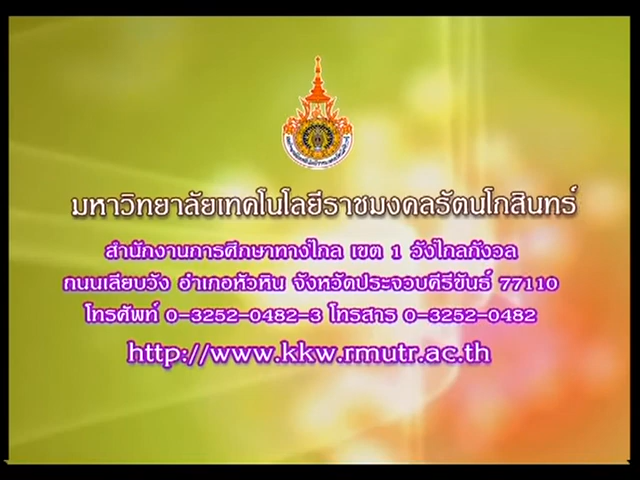 มหาวิทยาลัยเทคโนโลยีราชมงคลรัตนโกสินทร์
สำนักงานการศึกษาทางไกล เขต 1 วังไกลกังวล
ถนนเลียบวัง อำเภอหัวหิน จังหวัดประจวบคีรีขันธ์ 77110
โทรศัพท์ 0-3252-0482-3 โทรสาร 0-3252-0482
http://www.kkw.rmutr.ac.th